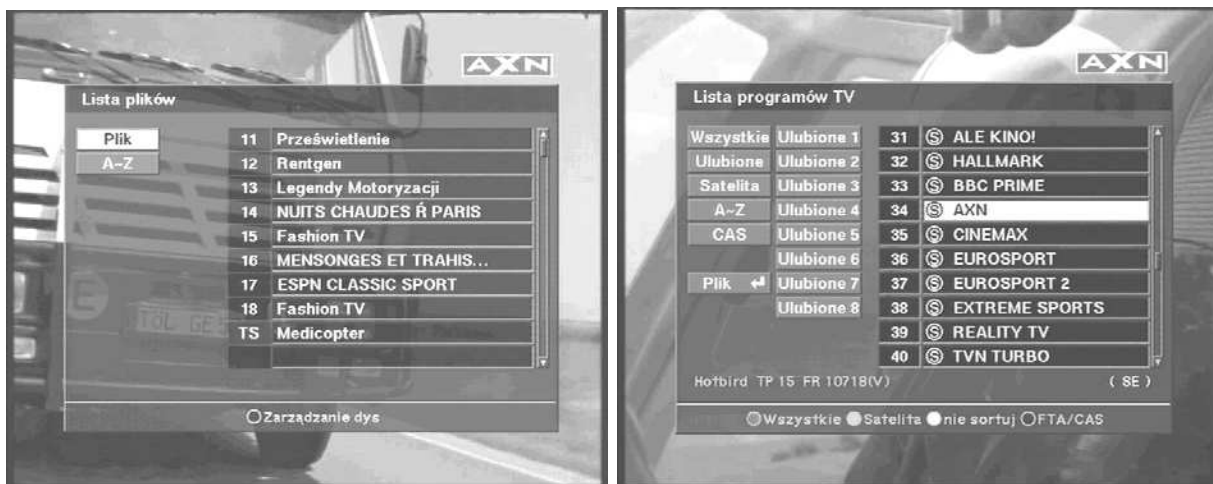 AXN
Lista plików
Plik
A-Z
11 Prześwietlenie
12 Rentgen
13 Legendy Motoryzacji
14 NUITS CHAUDES Ŕ PARIS
15 Fashion TV
16 MENSONGES ET TRAHIS...
17 ESPN CLASSIC SPORT
18 Fashion TV
TS Medicopter
Zarządzanie dys
AXN
Lista programów TV
Wszystkie Ulubione 1 31 Ⓢ ALE KINO!
Ulubione Ulubione 2 32 Ⓢ HALLMARK
Satelita Ulubione 3 33 Ⓢ BBC PRIME
A~Z Ulubione 4 34 Ⓢ AXN
CAS Ulubione 5 35 Ⓢ CINEMAX
Ulubione 6 36 Ⓢ EUROSPORT
Plik Ulubione 7 37 Ⓢ EUROSPORT 2
Ulubione 8 38 Ⓢ EXTREME SPORTS
39 Ⓢ REALITY TV
40 Ⓢ TVN TURBO
Hotbird TP 15 FR 10718(V) ( SE )
Wszystkie Satelita nie sortuj FTA/CAS